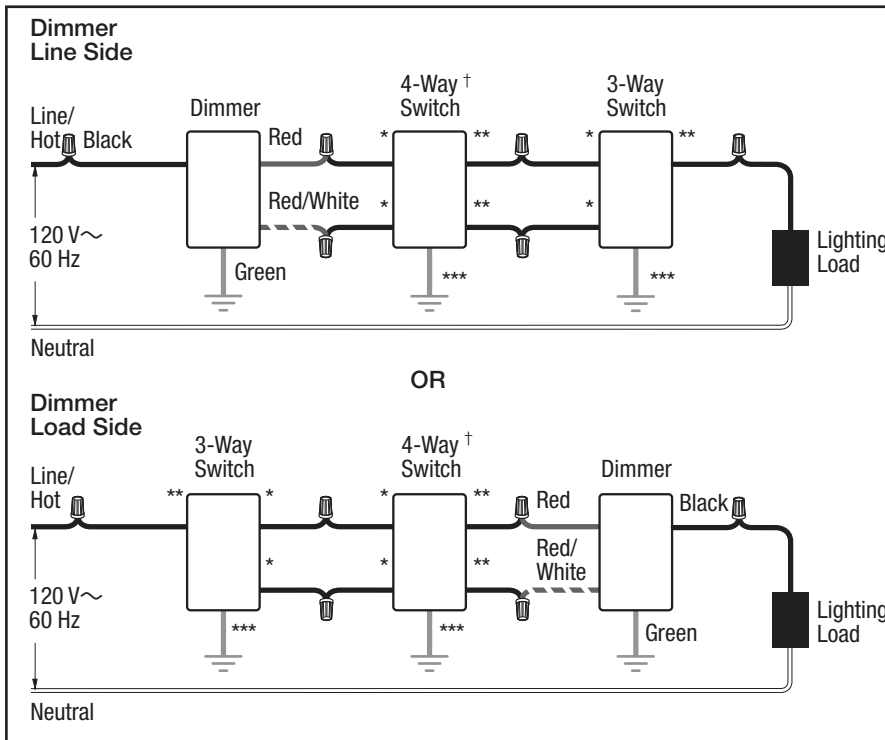 Dimmer
Line Side
Line/
Hot
Black
Dimmer
Red
Red/White
4-Way †
Switch
3-Way
Switch
*
**
*
**
*
**
*
120 V～
60 Hz
Green
***
***
Lighting
Load
Neutral
OR
Dimmer
Load Side
Line/
Hot
3-Way
Switch
4-Way †
Switch
Dimmer
**
*
*
**
Red
Black
*
*
**
Red/
White
120 V～
60 Hz
***
***
Green
Lighting
Load
Neutral